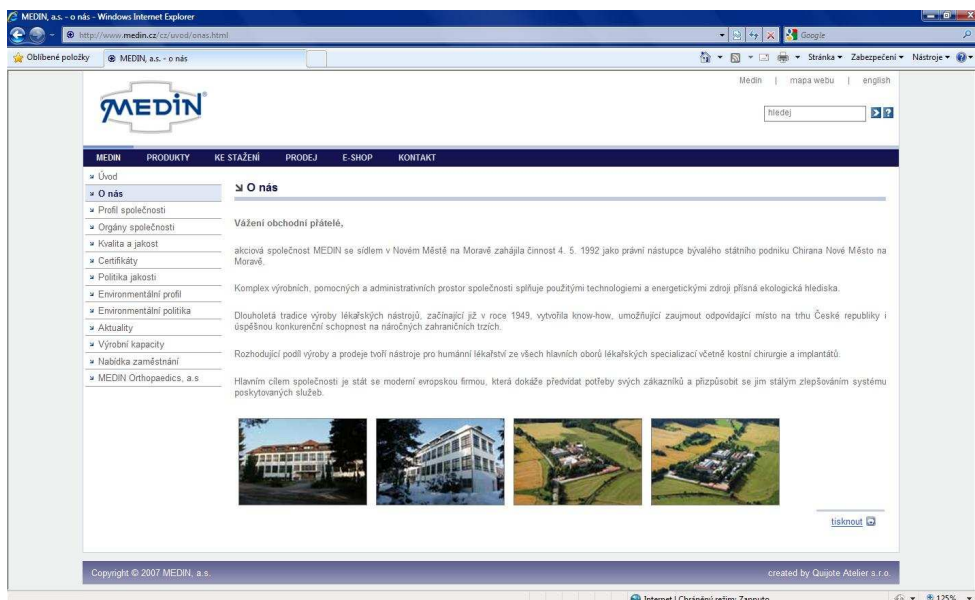 MEDIN, a.s. - o nás - Windows Internet Explorer
http://www.medin.cz/cz/uvod/onas.html
Google
Oblíbené položky
MEDIN, a.s. - o nás
Stránka Zabezpečení Nástroje
Medin | mapa webu | english
MEDIN®
hledej
MEDIN PRODUKTY KE STAŽENÍ PRODEJ E-SHOP KONTAKT
Úvod
O nás
Profil společnosti
Orgány společnosti
Kvalita a jakost
Certifikáty
Politika jakosti
Environmentální profil
Environmentální politika
Aktuality
Výrobní kapacity
Nabídka zaměstnání
MEDIN Orthopaedics, a.s
O nás
Vážení obchodní přátelé,
akciová společnost MEDIN se sídlem v Novém Městě na Moravě zahájila činnost 4. 5. 1992 jako právní nástupce bývalého státního podniku Chirana Nové Město na
Moravě.
Komplex výrobních, pomocných a administrativních prostor společnosti splňuje použitými technologiemi a energetickými zdroji přísná ekologická hlediska.
Dlouholetá tradice výroby lékařských nástrojů, začínající již v roce 1949, vytvořila know-how, umožňující zaujmout odpovídající místo na trhu České republiky i
úspěšnou konkurenční schopnost na náročných zahraničních trzích.
Rozhodující podíl výroby a prodeje tvoří nástroje pro humánní lékařství ze všech hlavních oborů lékařských specializací včetně kostní chirurgie a implantátů.
Hlavním cílem společnosti je stát se moderní evropskou firmou, která dokáže předvídat potřeby svých zákazníků a přizpůsobit se jim stálým zlepšováním systému
poskytovaných služeb.
tisknout
Copyright © 2007 MEDIN, a.s.
created by Quijote Atelier s.r.o.
Internet | Chráněný režim: Zapnuto
125%